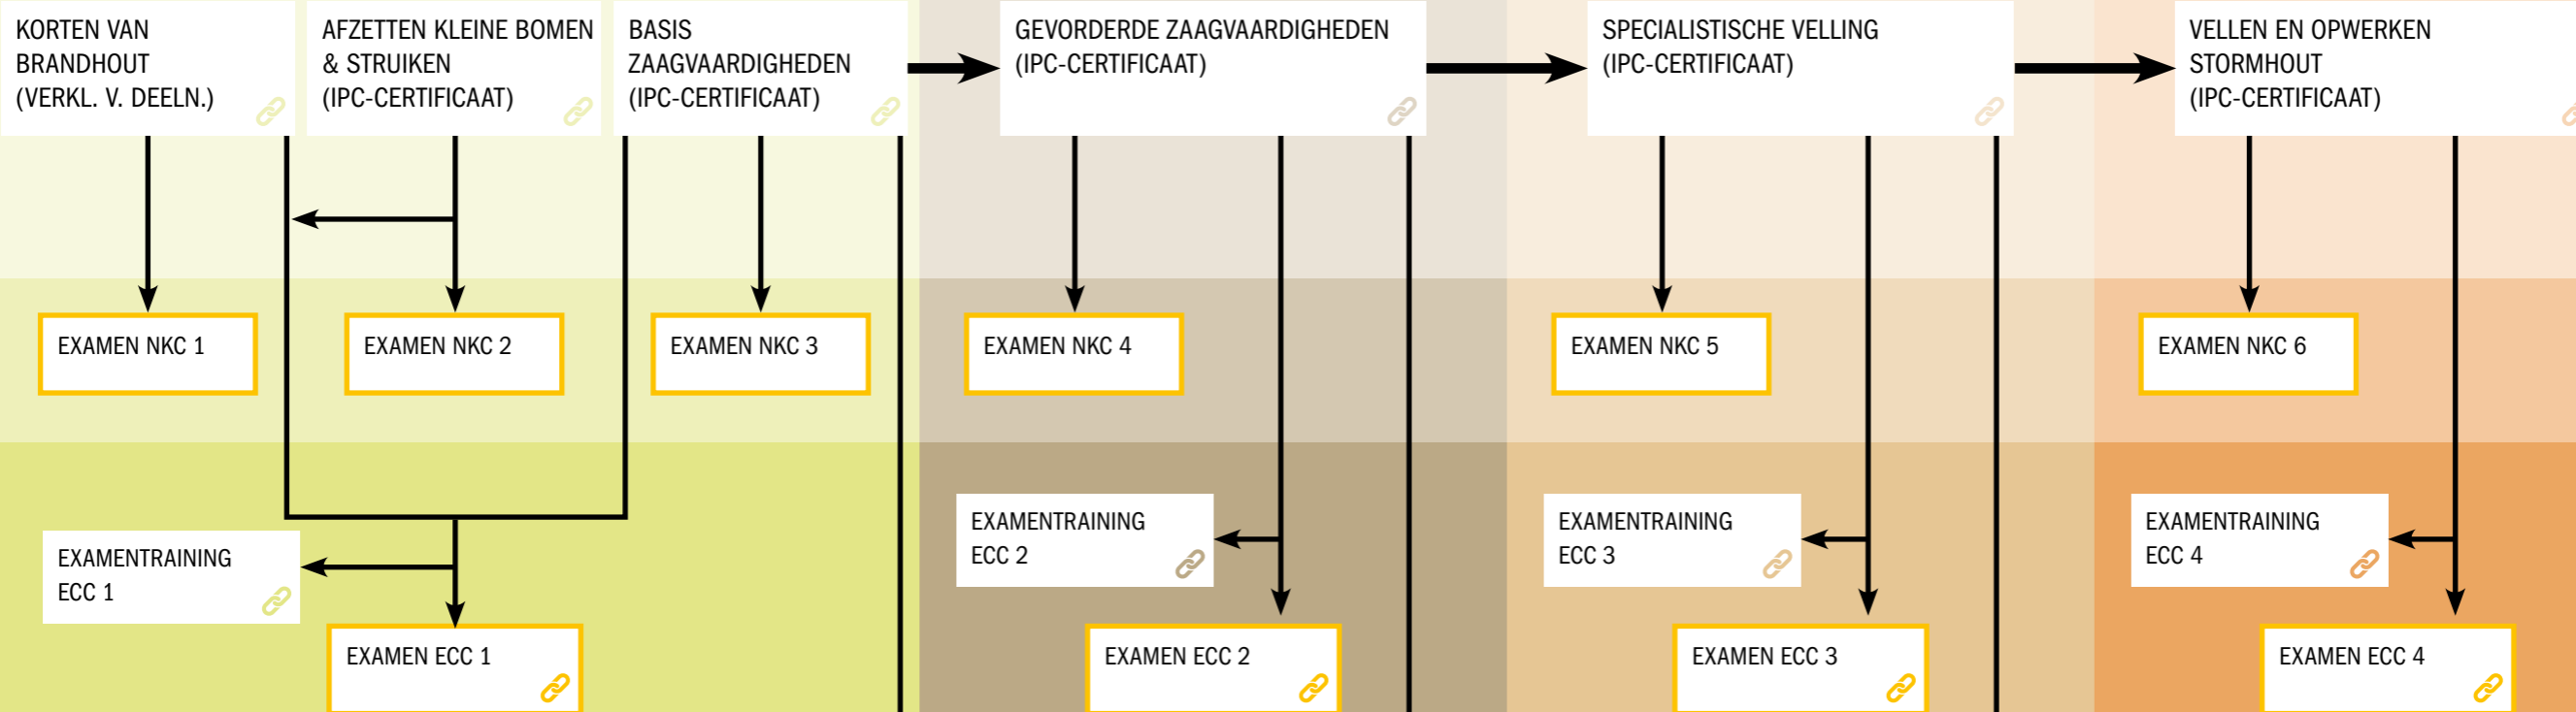 KORTEN VAN
BRANDHOUT
(VERKL. V. DEELN.)
AFZETTEN KLEINE BOMEN
& STRUIKEN
(IPC-CERTIFICAAT)
BASIS
ZAAGVAARDIGHEDEN
(IPC-CERTIFICAAT)
GEVORDERDE ZAAGVAARDIGHEDEN
(IPC-CERTIFICAAT)
SPECIALISTISCHE VELLING
(IPC-CERTIFICAAT)
VELLEN EN OPWERKEN
STORMHOUT
(IPC-CERTIFICAAT)
EXAMEN NKC 1
EXAMEN NKC 2
EXAMEN NKC 3
EXAMEN NKC 4
EXAMEN NKC 5
EXAMEN NKC 6
EXAMENTRAINING
ECC 1
EXAMENTRAINING
ECC 2
EXAMENTRAINING
ECC 3
EXAMENTRAINING
ECC 4
EXAMEN ECC 1
EXAMEN ECC 2
EXAMEN ECC 3
EXAMEN ECC 4